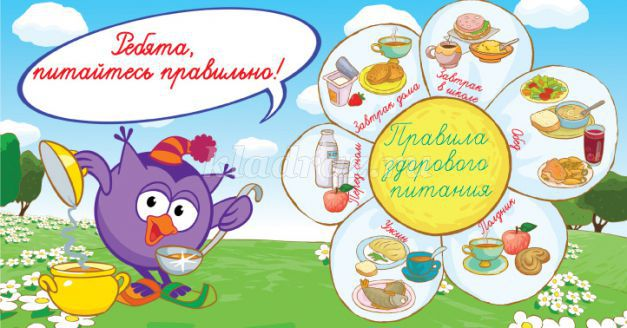 Ребята,
питайтесь правильно!
Завтрак дома
Завтрак
в школе
Обед
Полдник
Ужин
Перед сном
Правила
здорового
питания